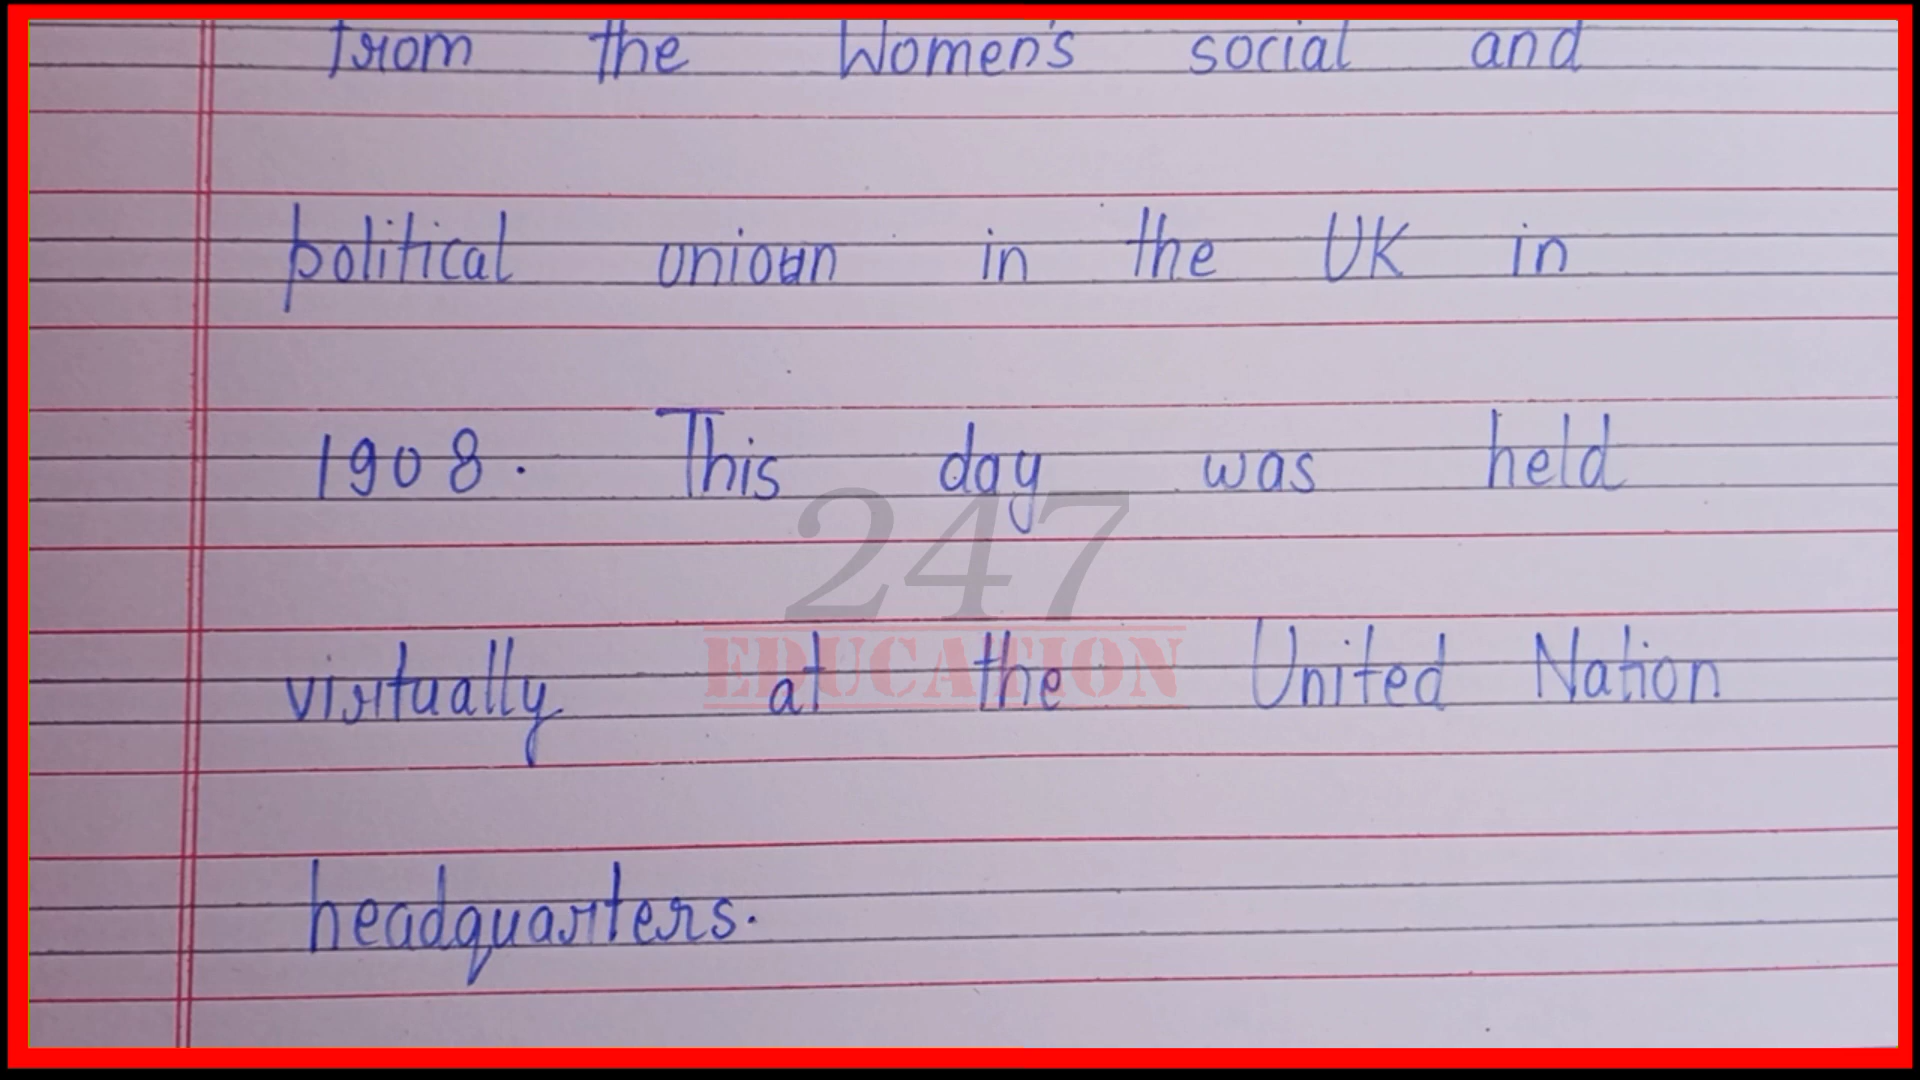 from the Women's social and
political unioun in the UK in
1908. This day was held
247
EDUCATION
virtually at the United Nation
headquarters.